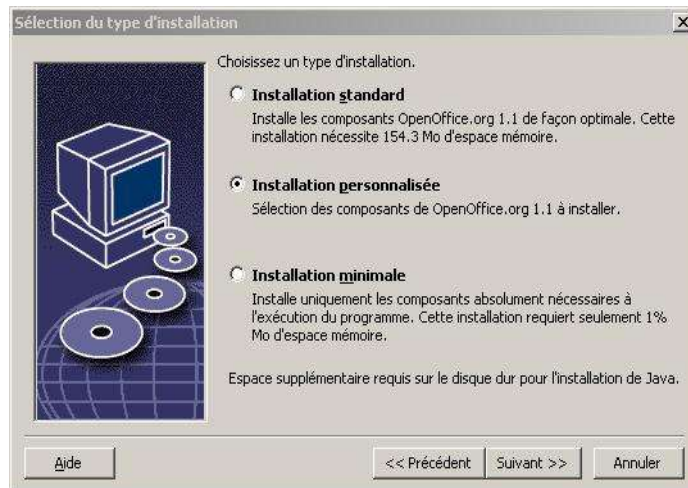 Sélection du type d'installation
Choisissez un type d'installation.
Installation standard
Installe les composants OpenOffice.org 1.1 de façon optimale. Cette
installation nécessite 154.3 Mo d'espace mémoire.
Installation personnalisée
Sélection des composants de OpenOffice.org 1.1 à installer.
Installation minimale
Installe uniquement les composants absolument nécessaires à
l'exécution du programme. Cette installation requiert seulement 1%
Mo d'espace mémoire.
Espace supplémentaire requis sur le disque dur pour l'installation de Java.
Aide
<< Précédent
Suivant >>
Annuler